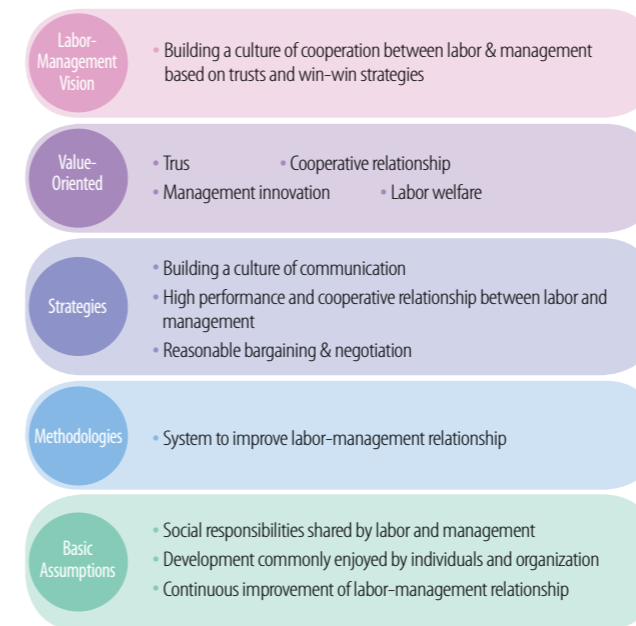 Labor-
Management
Vision
• Building a culture of cooperation between labor & management
based on trusts and win-win strategies
Value-
Oriented
• Trus • Cooperative relationship
• Management innovation • Labor welfare
Strategies
• Building a culture of communication
• High performance and cooperative relationship between labor and
management
• Reasonable bargaining & negotiation
Methodologies
• System to improve labor-management relationship
Basic
Assumptions
• Social responsibilities shared by labor and management
• Development commonly enjoyed by individuals and organization
• Continuous improvement of labor-management relationship